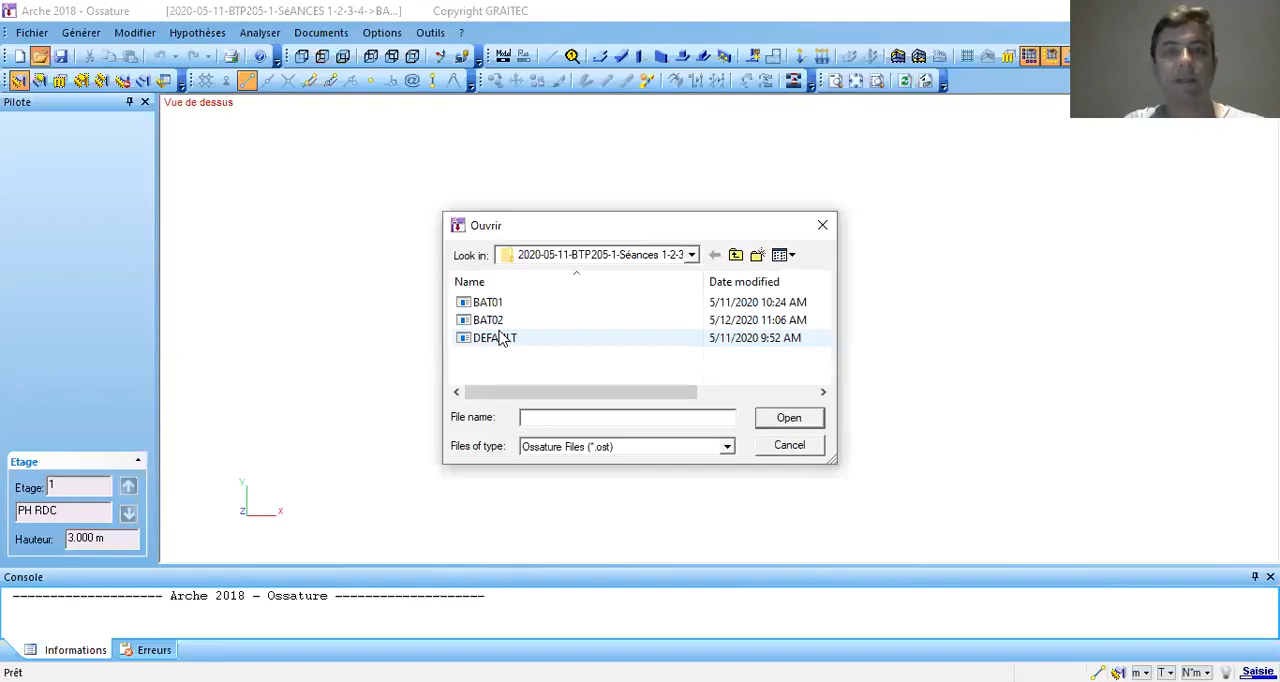 Arche 2018 - Ossature [2020-05-11-BTP205-1-SéANCES 1-2-3-4->BA...] Copyright GRAITEC
Fichier Générer Modifier Hypothèses Analyser Documents Options Outils ?
Pilote
Vue de dessus
Ouvrir
Look in: 2020-05-11-BTP205-1-Séances 1-2-3
Name Date modified
BAT01 5/11/2020 10:24 AM
BAT02 5/12/2020 11:06 AM
DEFAULT 5/11/2020 9:52 AM
File name: Open
Files of type: Ossature Files (*.ost) Cancel
Etage
Etage: 1
PH RDC
Hauteur: 3.000 m
Y
Z X
Console
-------------------- Arche 2018 - Ossature --------------------
Informations Erreurs
Prêt m T N°m Saisie